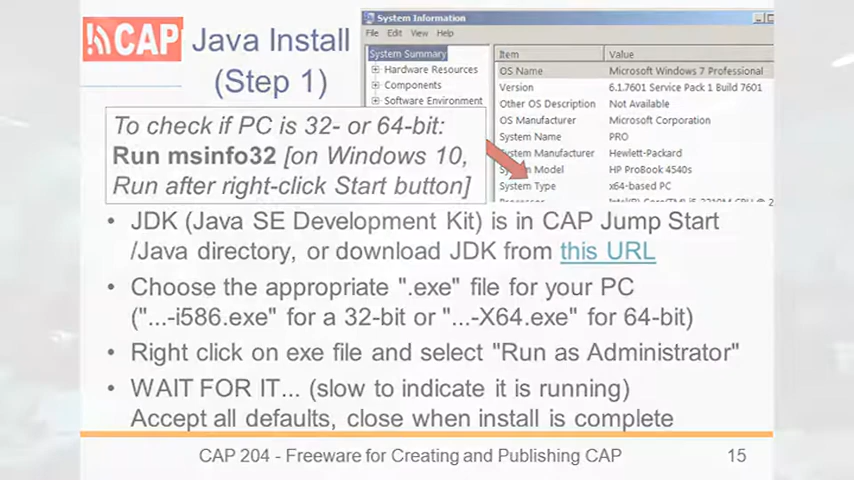 CAP
Java Install
(Step 1)
System Information
File Edit View Help
System Summary
Hardware Resources
Components
Software Environment
Item Value
OS Name Microsoft Windows 7 Professional
Version 6.1.7601 Service Pack 1 Build 7601
Other OS Description Not Available
OS Manufacturer Microsoft Corporation
System Name PRO
System Manufacturer Hewlett-Packard
Model HP ProBook 4540s
System Type x64-based PC
To check if PC is 32- or 64-bit:
Run msinfo32 [on Windows 10,
Run after right-click Start button]
• JDK (Java SE Development Kit) is in CAP Jump Start
/Java directory, or download JDK from this URL
• Choose the appropriate ".exe" file for your PC
("...-i586.exe" for a 32-bit or "...-X64.exe" for 64-bit)
• Right click on exe file and select "Run as Administrator"
• WAIT FOR IT... (slow to indicate it is running)
Accept all defaults, close when install is complete
CAP 204 - Freeware for Creating and Publishing CAP 15